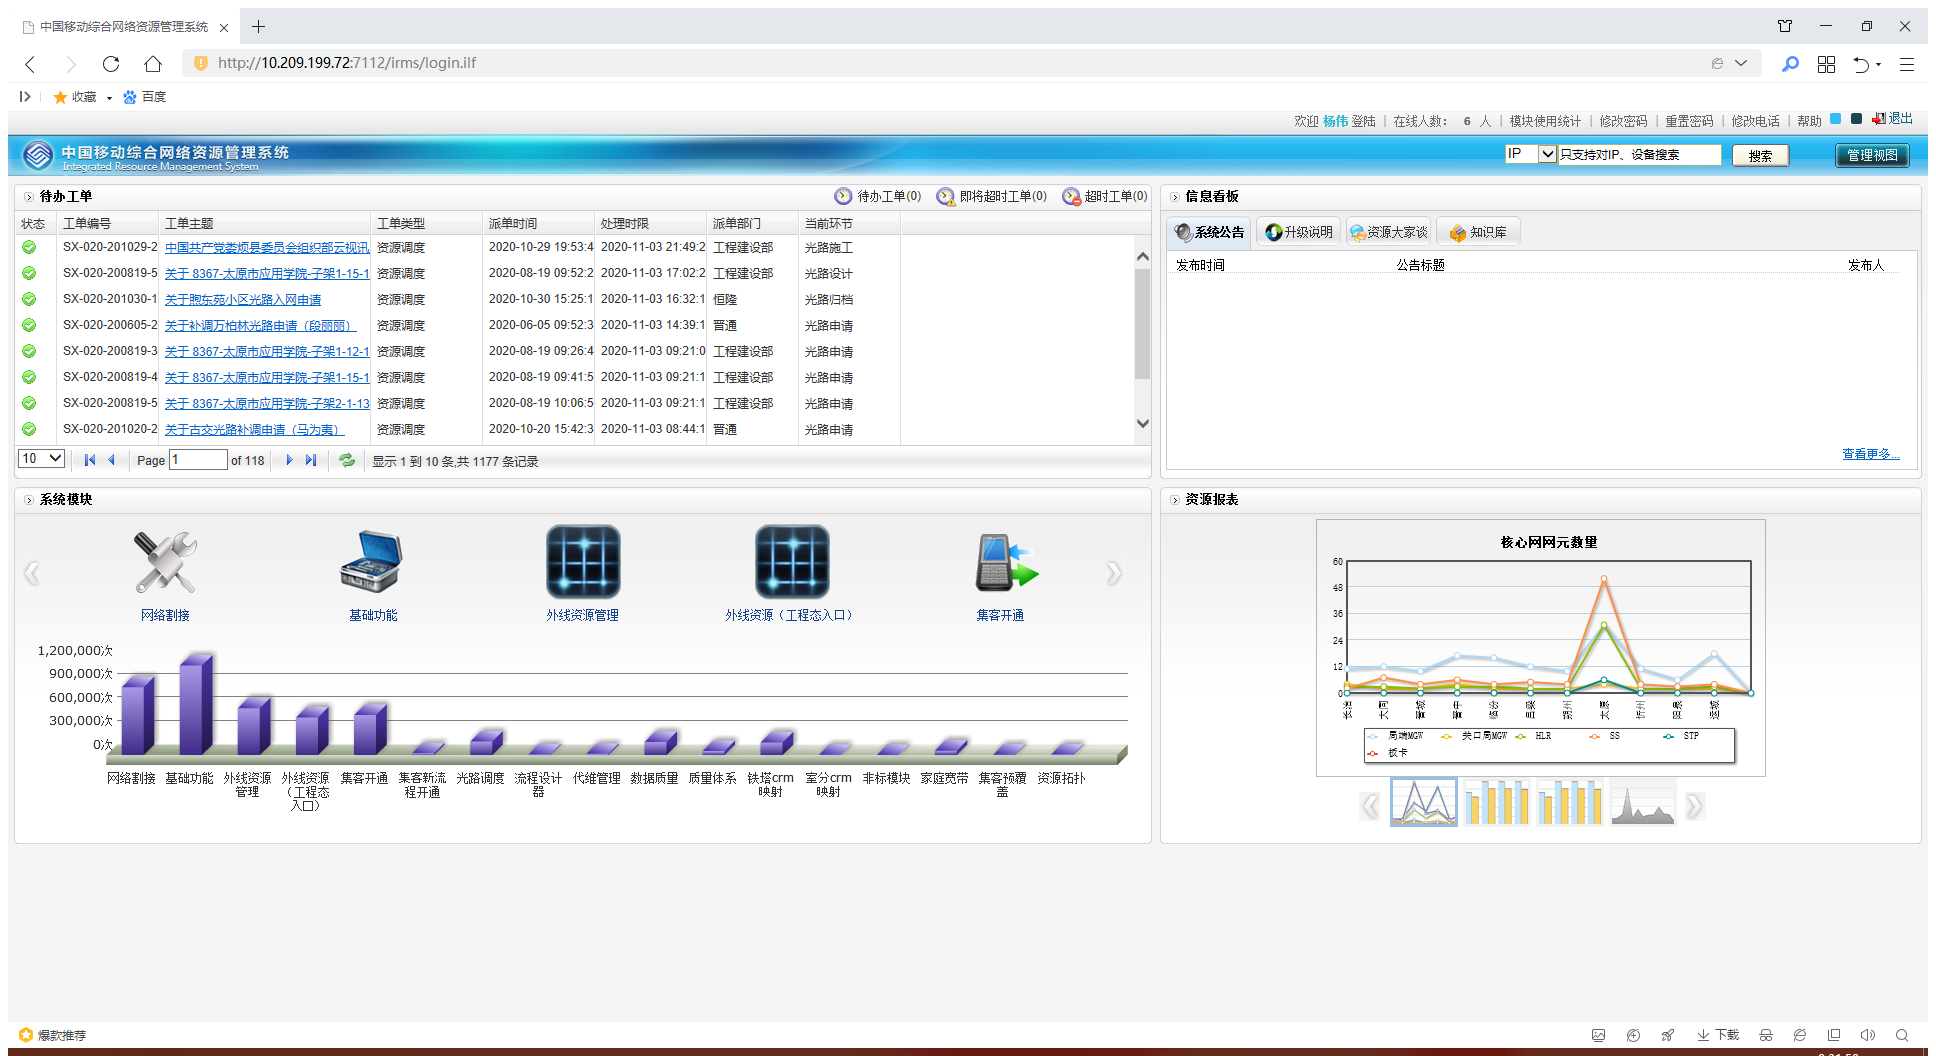 中国移动综合网络资源管理系统
http://10.209.199.72:7112/irms/login.ilf
收藏 百度
欢迎 杨伟 登陆 | 在线人数： 6 人 | 模块使用统计 | 修改密码 | 重置密码 | 修改电话 | 帮助 退出
中国移动综合网络资源管理系统
Integrated Resource Management System
IP 只支持对IP、设备搜索 搜索 管理视图
待办工单 待办工单(0) 即将超时工单(0) 超时工单(0)
状态 工单编号 工单主题 工单类型 派单时间 处理时限 派单部门 当前环节
SX-020-201029-2 中国共产党娄烦县委员会组织部云视讯 资源调度 2020-10-29 19:53:4 2020-11-03 21:49:2 工程建设部 光路施工
SX-020-200819-5 关于 8367-太原市应用学院-子架1-15-1 资源调度 2020-08-19 09:52:2 2020-11-03 17:02:2 工程建设部 光路设计
SX-020-201030-1 关于煦东苑小区光路入网申请 资源调度 2020-10-30 15:25:1 2020-11-03 16:32:1 恒隆 光路归档
SX-020-200605-2 关于补调万柏林光路申请（段丽丽） 资源调度 2020-06-05 09:52:3 2020-11-03 14:39:1 晋通 光路申请
SX-020-200819-3 关于 8367-太原市应用学院-子架1-12-1 资源调度 2020-08-19 09:26:4 2020-11-03 09:21:0 工程建设部 光路申请
SX-020-200819-4 关于 8367-太原市应用学院-子架1-15-1 资源调度 2020-08-19 09:41:5 2020-11-03 09:21:1 工程建设部 光路申请
SX-020-200819-5 关于 8367-太原市应用学院-子架2-1-13 资源调度 2020-08-19 10:06:5 2020-11-03 09:21:1 工程建设部 光路申请
SX-020-201020-2 关于古交光路补调申请（马为夷） 资源调度 2020-10-20 15:42:3 2020-11-03 08:44:1 晋通 光路申请
10 Page 1 of 118 显示 1 到 10 条,共 1177 条记录
信息看板
系统公告 升级说明 资源大家谈 知识库
发布时间 公告标题 发布人
查看更多...
系统模块
网络割接 基础功能 外线资源管理 外线资源（工程态入口） 集客开通
1,200,000次
900,000次
600,000次
300,000次
0次
网络割接 基础功能 外线资源管理 外线资源（工程态入口） 集客开通 集客新流程开通 光路调度 流程设计器 代维管理 数据质量 质量体系 铁塔crm映射 室分crm映射 非标模块 家庭宽带 集客预覆盖 资源拓扑
资源报表
核心网网元数量
60
48
36
24
12
0
长治 大同 晋城 晋中 临汾 吕梁 朔州 太原 忻州 阳泉 运城
局端MGW 关口局MGW HLR SS STP
板卡
爆款推荐 下载